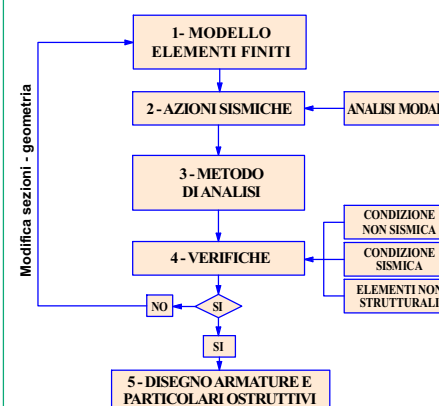 1- MODELLO
ELEMENTI FINITI
2 - AZIONI SISMICHE
ANALISI MODAL
3 - METODO
DI ANALISI
Modifica sezioni - geometria
CONDIZIONE
NON SISMICA
4 - VERIFICHE
CONDIZIONE
SISMICA
ELEMENTI NON
STRUTTURALI
NO
SI
SI
5 - DISEGNO ARMATURE E
PARTICOLARI OSTRUTTIVI